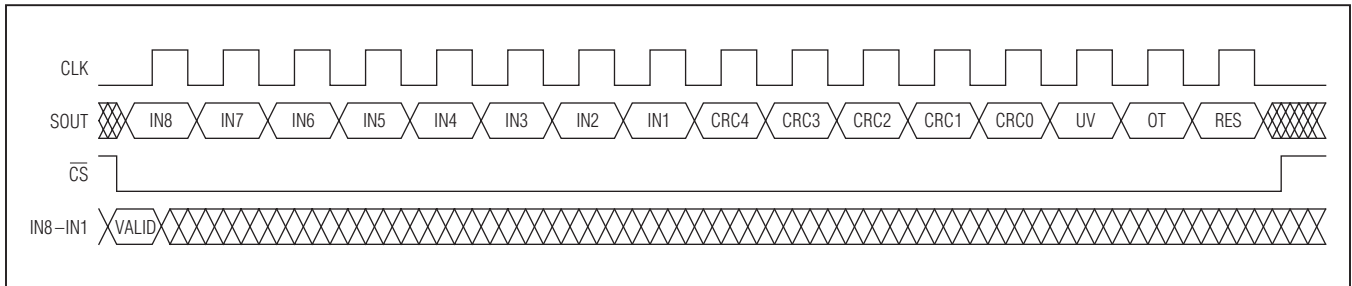 CLK
SOUT IN8 IN7 IN6 IN5 IN4 IN3 IN2 IN1 CRC4 CRC3 CRC2 CRC1 CRC0 UV OT RES
CS
IN8–IN1 VALID